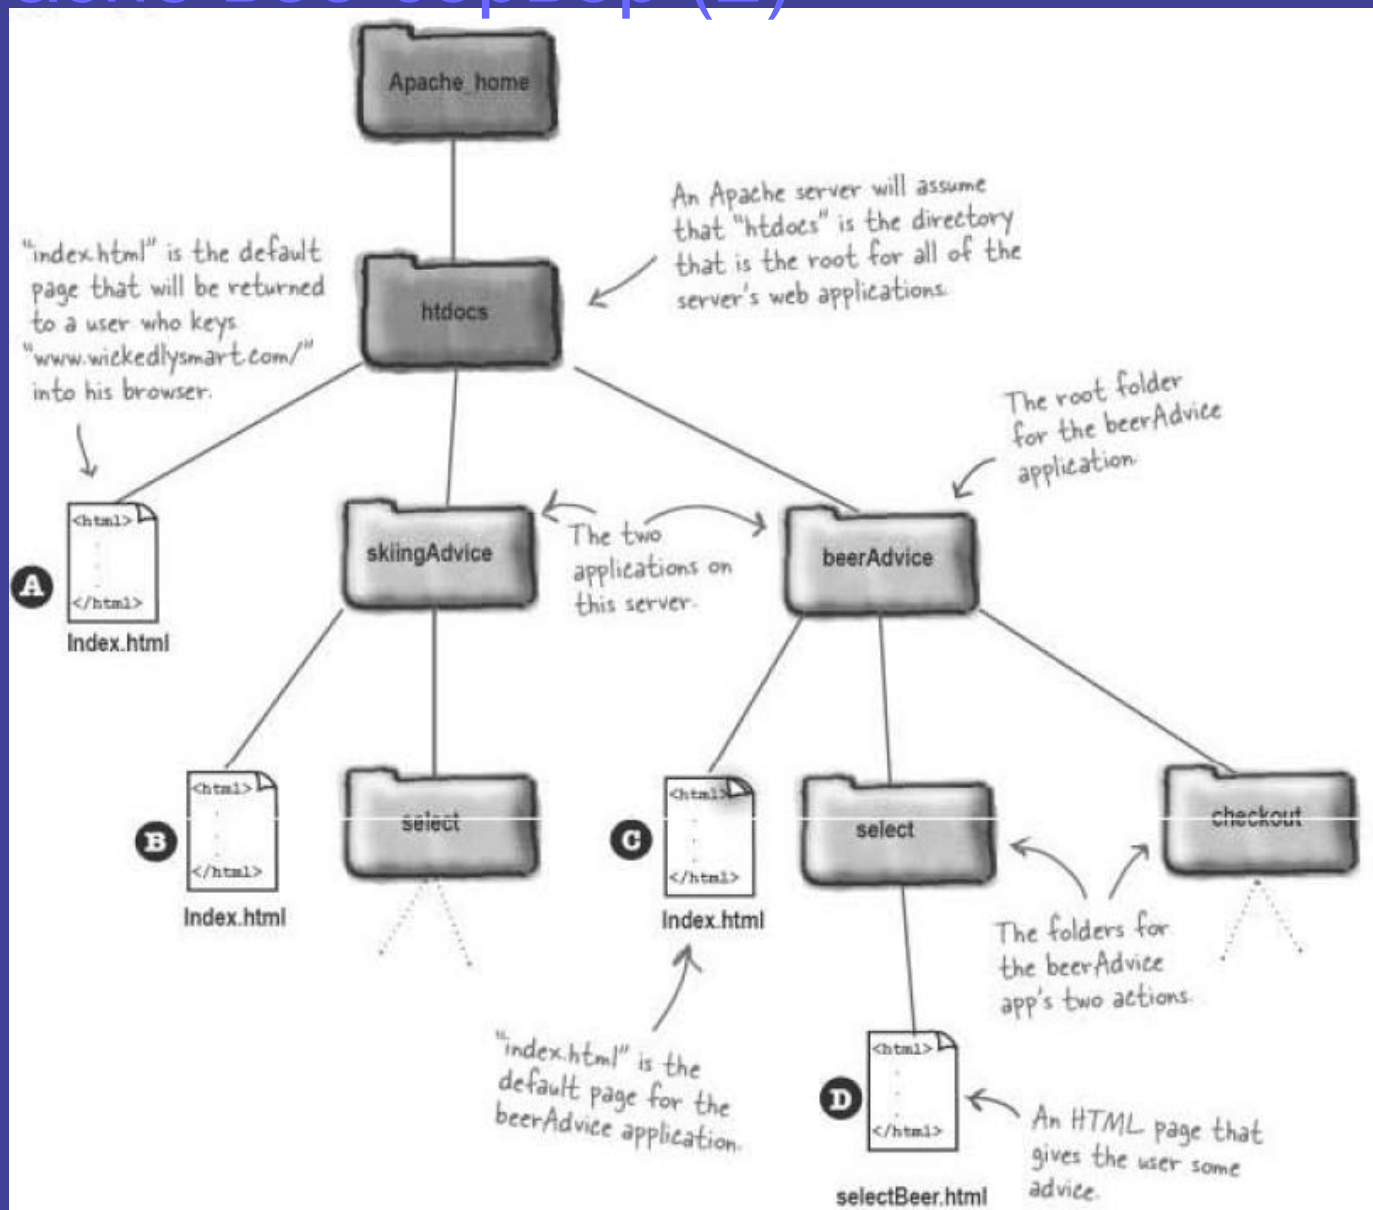 Apache_home
An Apache server will assume
that "htdocs" is the directory
that is the root for all of the
server's web applications.
"index.html" is the default
page that will be returned
to a user who keys
"www.wickedlysmart.com/"
into his browser.
htdocs
The root folder
for the beerAdvice
application.
<html>
</html>
A
Index.html
skiingAdvice
The two
applications on
this server.
beerAdvice
<html>
</html>
B
Index.html
select
<html>
</html>
C
Index.html
select
checkout
The folders for
the beerAdvice
app's two actions.
"index.html" is the
default page for the
beerAdvice application.
<html>
</html>
D
selectBeer.html
An HTML page that
gives the user some
advice.